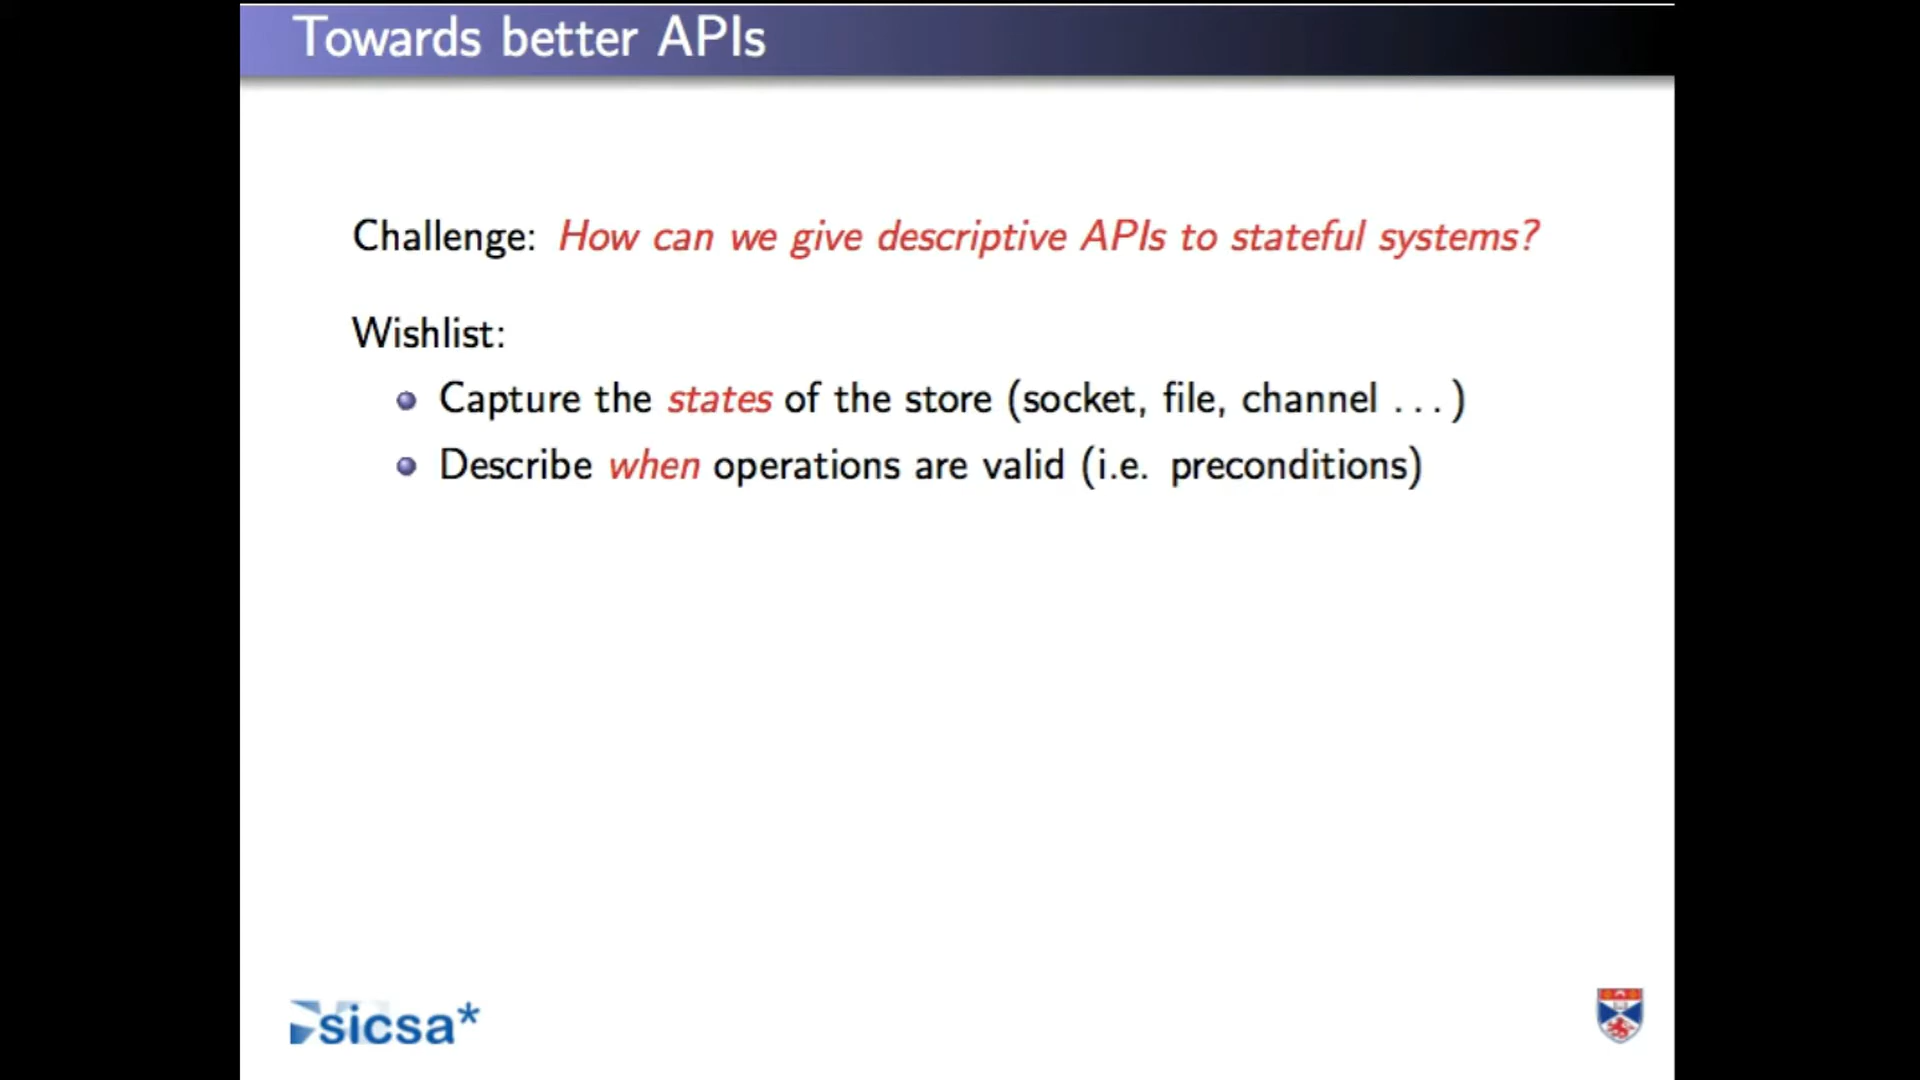 Towards better APIs
Challenge: How can we give descriptive APIs to stateful systems?
Wishlist:
Capture the states of the store (socket, file, channel ...)
Describe when operations are valid (i.e. preconditions)
sicsa*